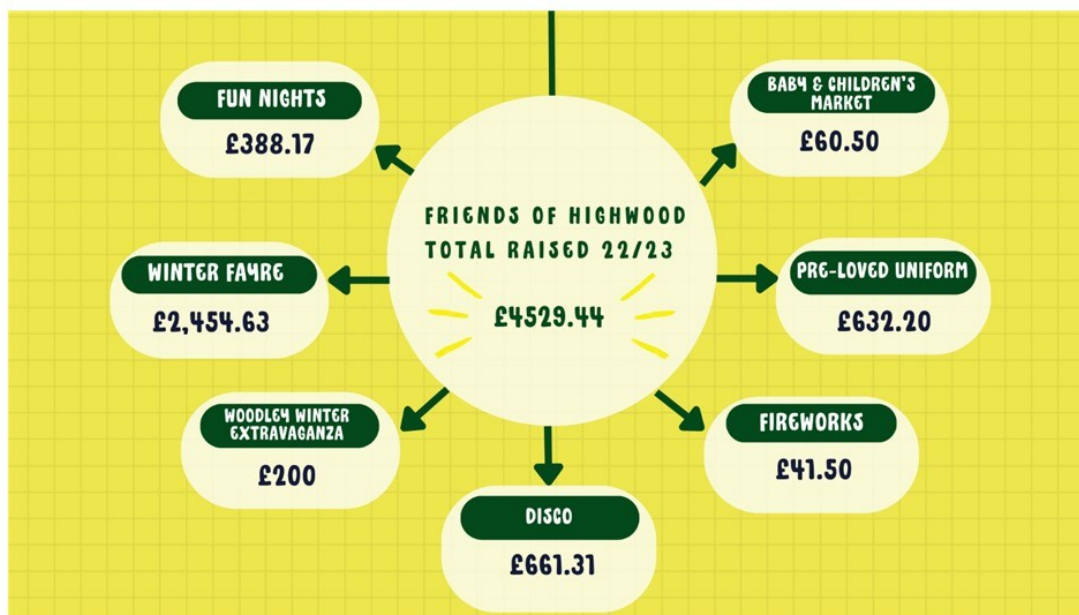 FUN NIGHTS
£388.17
BABY & CHILDREN'S
MARKET
£60.50
FRIENDS OF HIGHWOOD
TOTAL RAISED 22/23
£4529.44
WINTER FAYRE
£2,454.63
PRE-LOVED UNIFORM
£632.20
WOODLEY WINTER
EXTRAVAGANZA
£200
FIREWORKS
£41.50
DISCO
£661.31